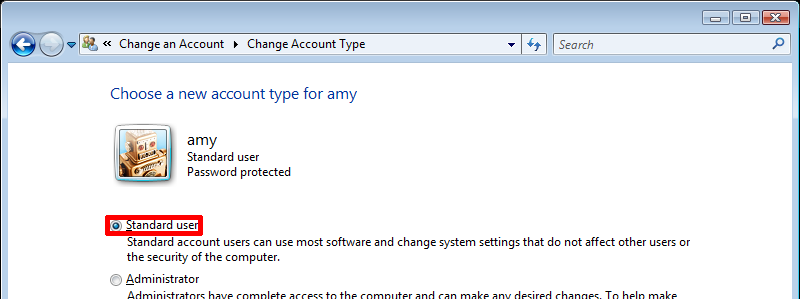 « Change an Account Change Account Type Search
Choose a new account type for amy
amy
Standard user
Password protected
Standard user
Standard account users can use most software and change system settings that do not affect other users or
the security of the computer.
Administrator
Administrators have complete access to the computer and can make any desired changes. To help make